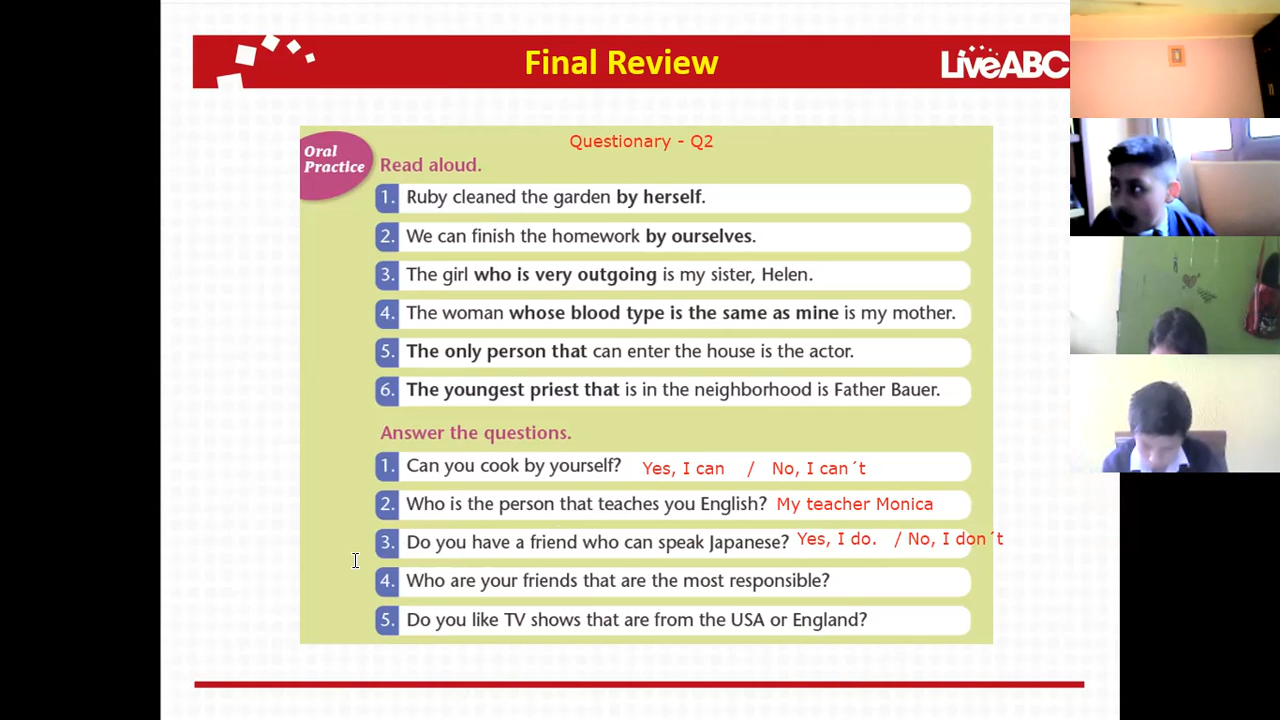 Final Review
LiveABC
Questionary - Q2
Oral
Practice
Read aloud.
1. Ruby cleaned the garden by herself.
2. We can finish the homework by ourselves.
3. The girl who is very outgoing is my sister, Helen.
4. The woman whose blood type is the same as mine is my mother.
5. The only person that can enter the house is the actor.
6. The youngest priest that is in the neighborhood is Father Bauer.
Answer the questions.
1. Can you cook by yourself? Yes, I can / No, I can´t
2. Who is the person that teaches you English? My teacher Monica
3. Do you have a friend who can speak Japanese? Yes, I do. / No, I don´t
4. Who are your friends that are the most responsible?
5. Do you like TV shows that are from the USA or England?